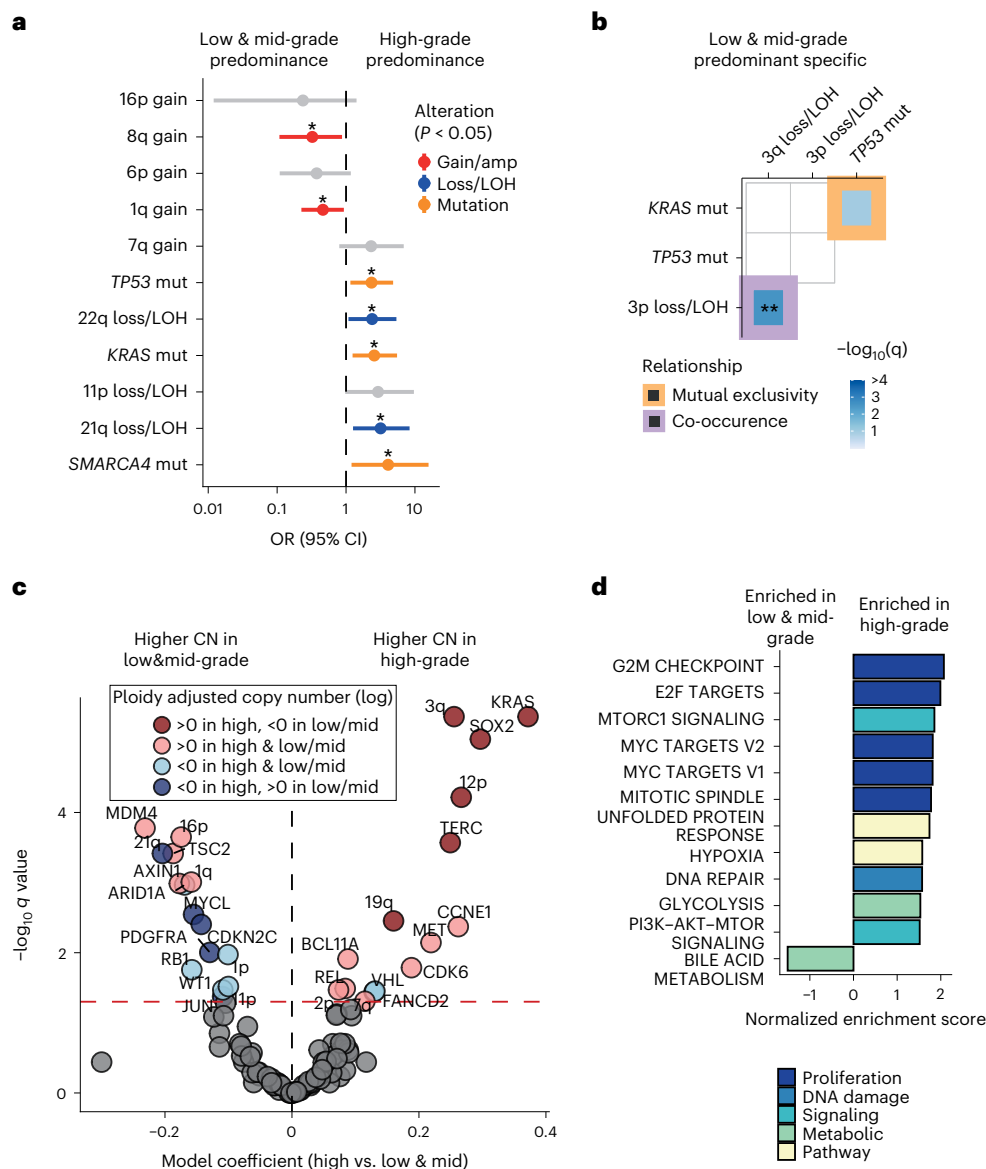 a
Low & mid-grade
predominance
High-grade
predominance
16p gain
8q gain
6p gain
1q gain
7q gain
TP53 mut
22q loss/LOH
KRAS mut
11p loss/LOH
21q loss/LOH
SMARCA4 mut
*
*
*
*
*
*
*
Alteration
(P < 0.05)
Gain/amp
Loss/LOH
Mutation
0.01
0.1
1
10
OR (95% CI)
b
Low & mid-grade
predominant specific
3q loss/LOH
3p loss/LOH
TP53 mut
KRAS mut
TP53 mut
3p loss/LOH
**
Relationship
Mutual exclusivity
Co-occurence
−log10(q)
>4
3
2
1
c
Higher CN in
low&mid-grade
Higher CN in
high-grade
Ploidy adjusted copy number (log)
>0 in high, <0 in low/mid
>0 in high & low/mid
<0 in high & low/mid
<0 in high, >0 in low/mid
3q
KRAS
SOX2
12p
TERC
MDM4
16p
21q
TSC2
AXIN1
1q
ARID1A
MYCL
PDGFRA
CDKN2C
RB1
1p
WT1
JUN
11p
19q
CCNE1
MET
BCL11A
CDK6
REL
VHL
2p
7q
FANCD2
4
2
0
−0.2
0
0.2
0.4
−log10 q value
Model coefficient (high vs. low & mid)
d
Enriched in
low & mid-
grade
Enriched in
high-grade
G2M CHECKPOINT
E2F TARGETS
MTORC1 SIGNALING
MYC TARGETS V2
MYC TARGETS V1
MITOTIC SPINDLE
UNFOLDED PROTEIN
RESPONSE
HYPOXIA
DNA REPAIR
GLYCOLYSIS
PI3K–AKT–MTOR
SIGNALING
BILE ACID
METABOLISM
−1
0
1
2
Normalized enrichment score
Proliferation
DNA damage
Signaling
Metabolic
Pathway